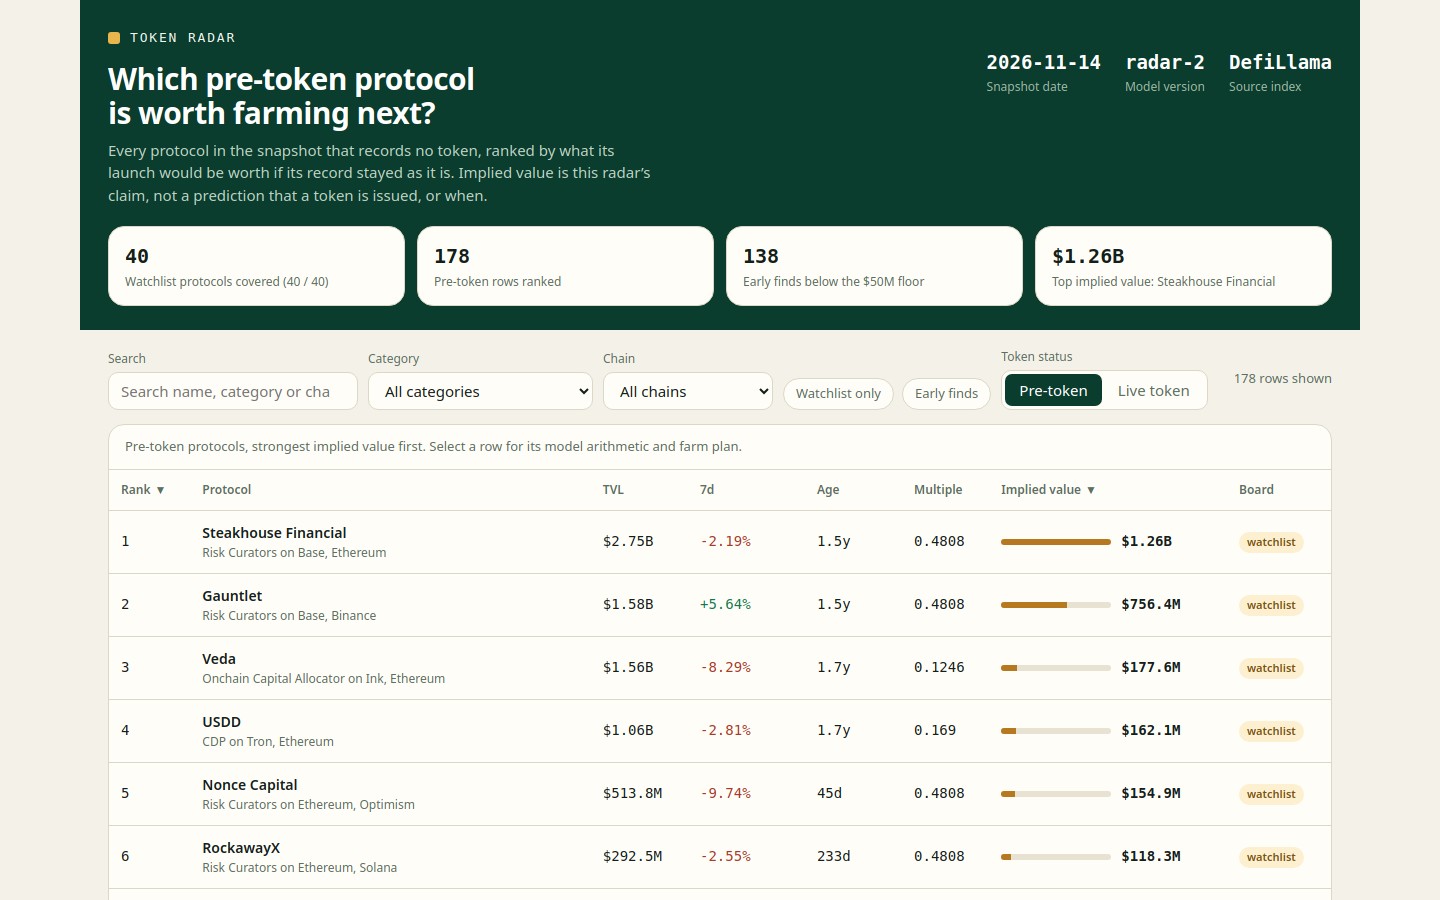 TOKEN RADAR
Which pre-token protocol
is worth farming next?
Every protocol in the snapshot that records no token, ranked by what its
launch would be worth if its record stayed as it is. Implied value is this radar's
claim, not a prediction that a token is issued, or when.
2026-11-14 radar-2 DefiLlama
Snapshot date Model version Source index
40 178 138 $1.26B
Watchlist protocols covered (40 / 40) Pre-token rows ranked Early finds below the $50M floor Top implied value: Steakhouse Financial
Search Category Chain Token status
Search name, category or cha All categories All chains Watchlist only Early finds Pre-token Live token 178 rows shown
Pre-token protocols, strongest implied value first. Select a row for its model arithmetic and farm plan.
Rank ▼ Protocol TVL 7d Age Multiple Implied value ▼ Board
1 Steakhouse Financial $2.75B -2.19% 1.5y 0.4808 $1.26B watchlist
Risk Curators on Base, Ethereum
2 Gauntlet $1.58B +5.64% 1.5y 0.4808 $756.4M watchlist
Risk Curators on Base, Binance
3 Veda $1.56B -8.29% 1.7y 0.1246 $177.6M watchlist
Onchain Capital Allocator on Ink, Ethereum
4 USDD $1.06B -2.81% 1.7y 0.169 $162.1M watchlist
CDP on Tron, Ethereum
5 Nonce Capital $513.8M -9.74% 45d 0.4808 $154.9M watchlist
Risk Curators on Ethereum, Optimism
6 RockawayX $292.5M -2.55% 233d 0.4808 $118.3M watchlist
Risk Curators on Ethereum, Solana